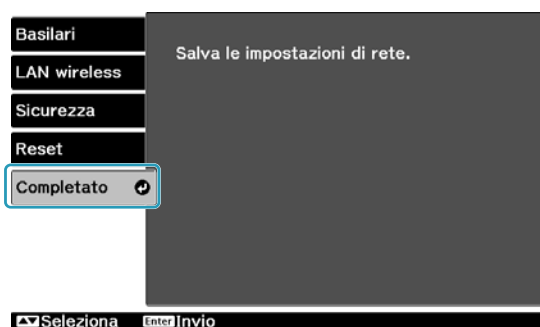 Basilari
Salva le impostazioni di rete.
LAN wireless
Sicurezza
Reset
Completato
Seleziona Enter Invio